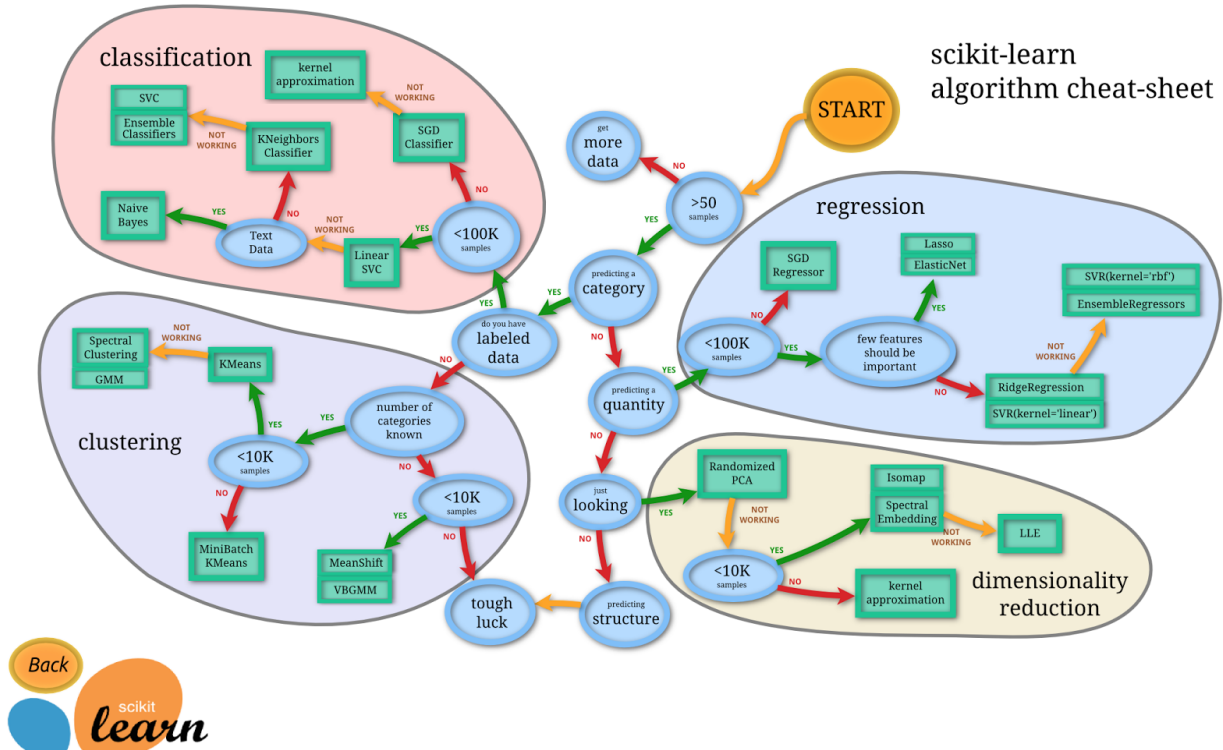 scikit-learn
algorithm cheat-sheet
START
>50
samples
NO
get
more
data
YES
predicting a
category
YES
do you have
labeled
data
YES
NO
classification
<100K
samples
YES
Linear
SVC
NOT
WORKING
Text
Data
YES
Naive
Bayes
NO
KNeighbors
Classifier
NOT
WORKING
SVC
Ensemble
Classifiers
NO
SGD
Classifier
NOT
WORKING
kernel
approximation
NO
clustering
number of
categories
known
YES
<10K
samples
YES
KMeans
NOT
WORKING
Spectral
Clustering
GMM
NO
MiniBatch
KMeans
NO
<10K
samples
YES
MeanShift
VBGMM
NO
tough
luck
predicting a
quantity
YES
regression
<100K
samples
NO
SGD
Regressor
YES
few features
should be
important
YES
Lasso
ElasticNet
NO
RidgeRegression
SVR(kernel='linear')
NOT
WORKING
SVR(kernel='rbf')
EnsembleRegressors
NO
just
looking
YES
Randomized
PCA
NOT
WORKING
<10K
samples
YES
Isomap
Spectral
Embedding
NOT
WORKING
LLE
NO
kernel
approximation
dimensionality
reduction
NO
predicting
structure
Back
scikit
learn